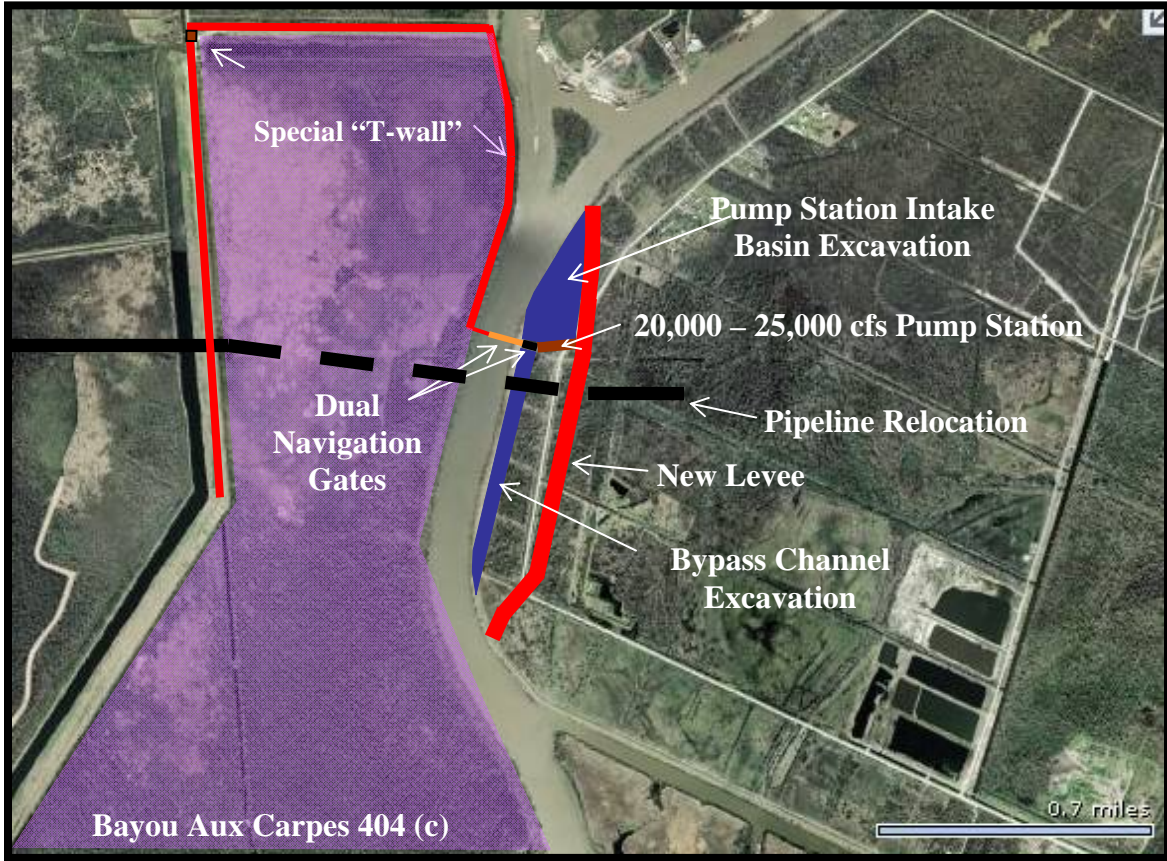 Special “T-wall”
Pump Station Intake
Basin Excavation
20,000 – 25,000 cfs Pump Station
Dual
Navigation
Gates
Pipeline Relocation
New Levee
Bypass Channel
Excavation
Bayou Aux Carpes 404 (c)
0.7 miles